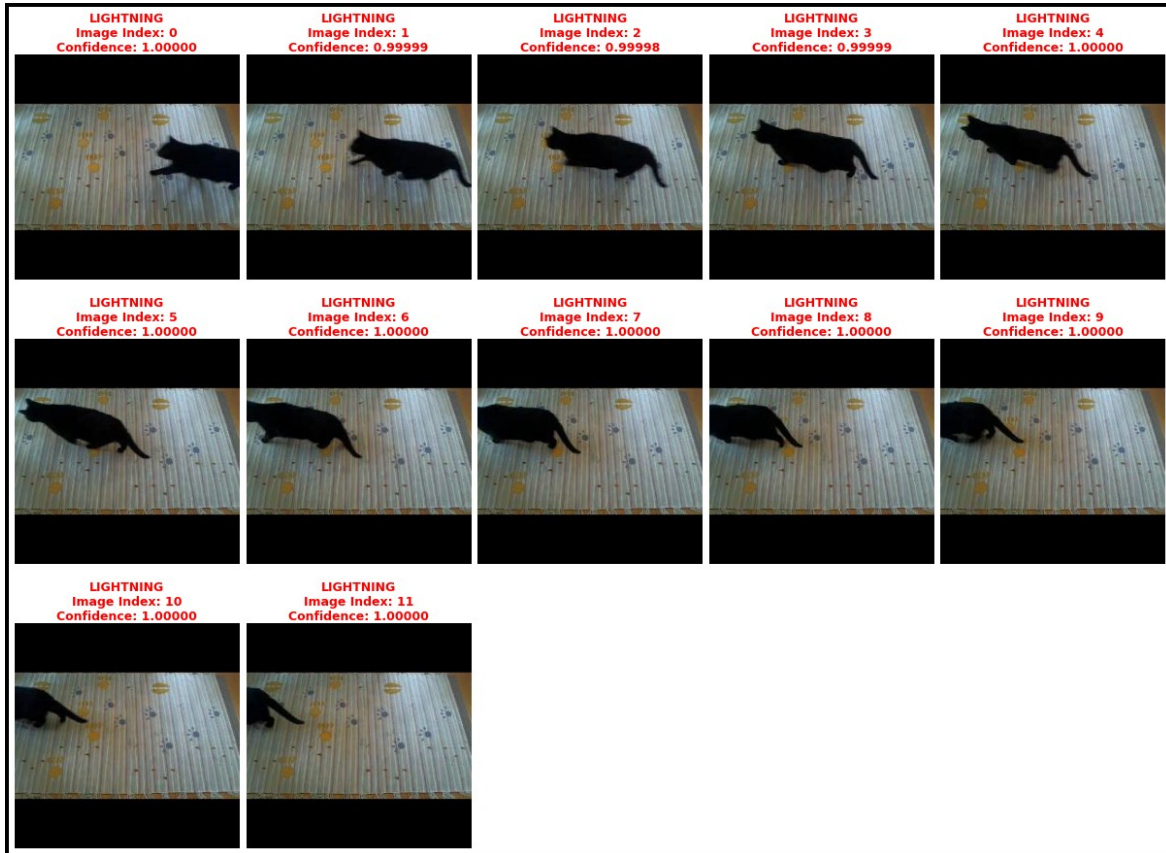 LIGHTNING
Image Index: 0
Confidence: 1.00000
LIGHTNING
Image Index: 1
Confidence: 0.99999
LIGHTNING
Image Index: 2
Confidence: 0.99998
LIGHTNING
Image Index: 3
Confidence: 0.99999
LIGHTNING
Image Index: 4
Confidence: 1.00000
LIGHTNING
Image Index: 5
Confidence: 1.00000
LIGHTNING
Image Index: 6
Confidence: 1.00000
LIGHTNING
Image Index: 7
Confidence: 1.00000
LIGHTNING
Image Index: 8
Confidence: 1.00000
LIGHTNING
Image Index: 9
Confidence: 1.00000
LIGHTNING
Image Index: 10
Confidence: 1.00000
LIGHTNING
Image Index: 11
Confidence: 1.00000